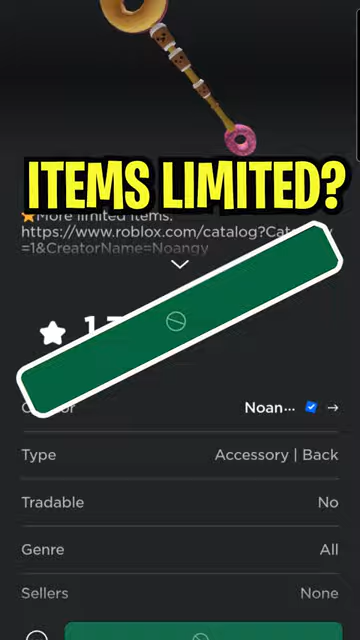 ITEMS LIMITED?
More limited items:
https://www.roblox.com/catalog?Cat
=1&CreatorName=Noangy
Noan...
Type Accessory | Back
Tradable No
Genre All
Sellers None